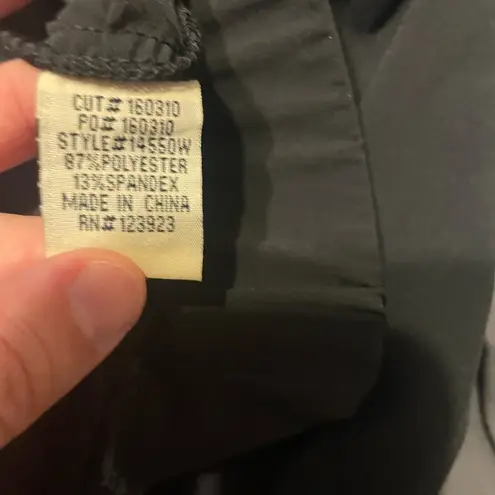 CUT# 160310
PO# 160310
STYLE#14550W
87%POLYESTER
13%SPANDEX
MADE IN CHINA
RN# 123923